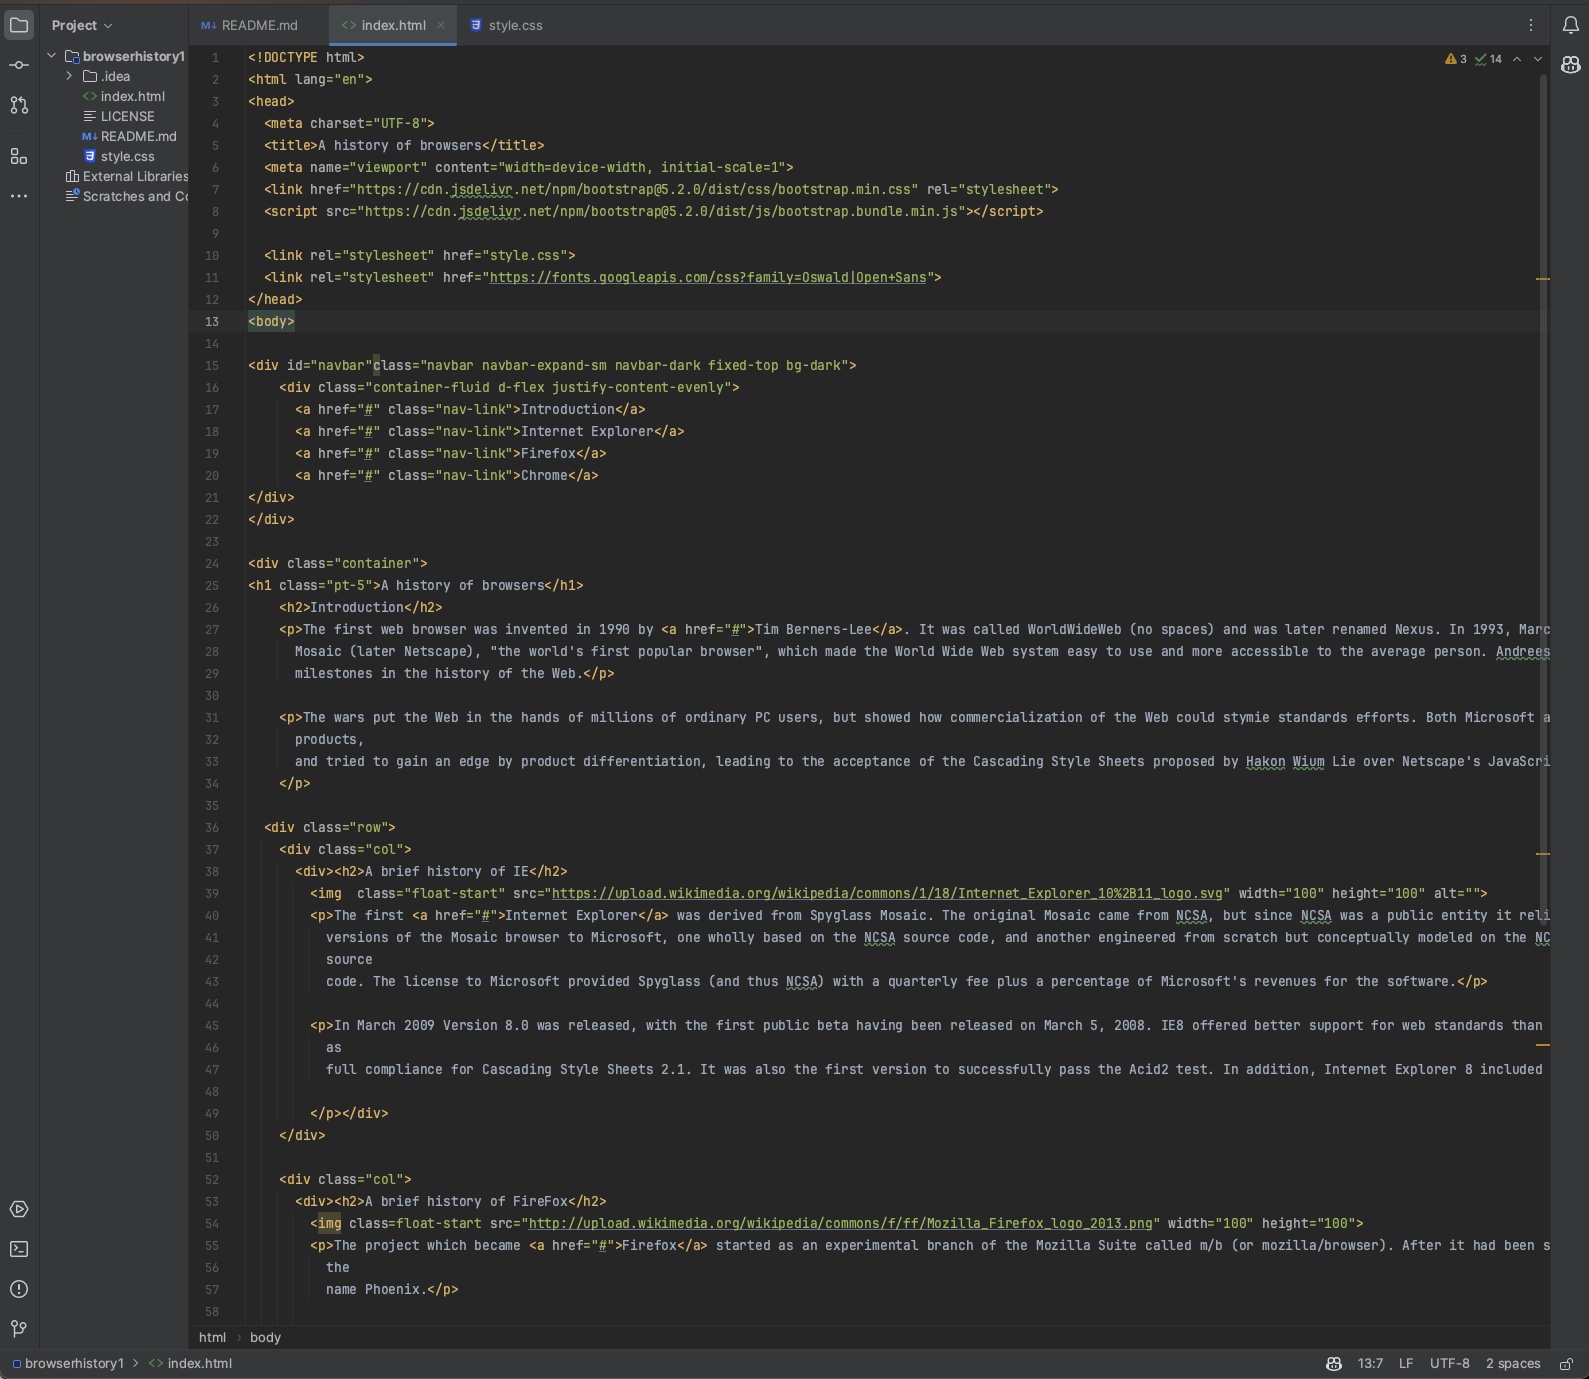 Project
README.md
index.html
style.css
browserhistory1
.idea
index.html
LICENSE
README.md
style.css
External Libraries
Scratches and Co
3 14
1 <!DOCTYPE html>
2 <html lang="en">
3 <head>
4 <meta charset="UTF-8">
5 <title>A history of browsers</title>
6 <meta name="viewport" content="width=device-width, initial-scale=1">
7 <link href="https://cdn.jsdelivr.net/npm/bootstrap@5.2.0/dist/css/bootstrap.min.css" rel="stylesheet">
8 <script src="https://cdn.jsdelivr.net/npm/bootstrap@5.2.0/dist/js/bootstrap.bundle.min.js"></script>
9
10 <link rel="stylesheet" href="style.css">
11 <link rel="stylesheet" href="https://fonts.googleapis.com/css?family=Oswald|Open+Sans">
12 </head>
13 <body>
14
15 <div id="navbar"class="navbar navbar-expand-sm navbar-dark fixed-top bg-dark">
16 <div class="container-fluid d-flex justify-content-evenly">
17 <a href="#" class="nav-link">Introduction</a>
18 <a href="#" class="nav-link">Internet Explorer</a>
19 <a href="#" class="nav-link">Firefox</a>
20 <a href="#" class="nav-link">Chrome</a>
21 </div>
22 </div>
23
24 <div class="container">
25 <h1 class="pt-5">A history of browsers</h1>
26 <h2>Introduction</h2>
27 <p>The first web browser was invented in 1990 by <a href="#">Tim Berners-Lee</a>. It was called WorldWideWeb (no spaces) and was later renamed Nexus. In 1993, Marc
28 Mosaic (later Netscape), "the world's first popular browser", which made the World Wide Web system easy to use and more accessible to the average person. Andrees
29 milestones in the history of the Web.</p>
30
31 <p>The wars put the Web in the hands of millions of ordinary PC users, but showed how commercialization of the Web could stymie standards efforts. Both Microsoft a
32 products,
33 and tried to gain an edge by product differentiation, leading to the acceptance of the Cascading Style Sheets proposed by Hakon Wium Lie over Netscape's JavaScri
34 </p>
35
36 <div class="row">
37 <div class="col">
38 <div><h2>A brief history of IE</h2>
39 <img  class="float-start" src="https://upload.wikimedia.org/wikipedia/commons/1/18/Internet_Explorer_10%2B11_logo.svg" width="100" height="100" alt="">
40 <p>The first <a href="#">Internet Explorer</a> was derived from Spyglass Mosaic. The original Mosaic came from NCSA, but since NCSA was a public entity it reli
41 versions of the Mosaic browser to Microsoft, one wholly based on the NCSA source code, and another engineered from scratch but conceptually modeled on the NC
42 source
43 code. The license to Microsoft provided Spyglass (and thus NCSA) with a quarterly fee plus a percentage of Microsoft's revenues for the software.</p>
44
45 <p>In March 2009 Version 8.0 was released, with the first public beta having been released on March 5, 2008. IE8 offered better support for web standards than
46 as
47 full compliance for Cascading Style Sheets 2.1. It was also the first version to successfully pass the Acid2 test. In addition, Internet Explorer 8 included
48
49 </p></div>
50 </div>
51
52 <div class="col">
53 <div><h2>A brief history of FireFox</h2>
54 <img class=float-start src="http://upload.wikimedia.org/wikipedia/commons/f/ff/Mozilla_Firefox_logo_2013.png" width="100" height="100">
55 <p>The project which became <a href="#">Firefox</a> started as an experimental branch of the Mozilla Suite called m/b (or mozilla/browser). After it had been s
56 the
57 name Phoenix.</p>
58
html › body
browserhistory1 › index.html
13:7 LF UTF-8 2 spaces